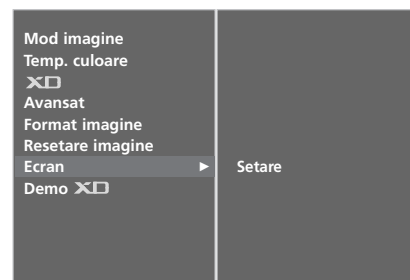 Mod imagine
Temp. culoare
XD
Avansat
Format imagine
Resetare imagine
Ecran ► Setare
Demo XD